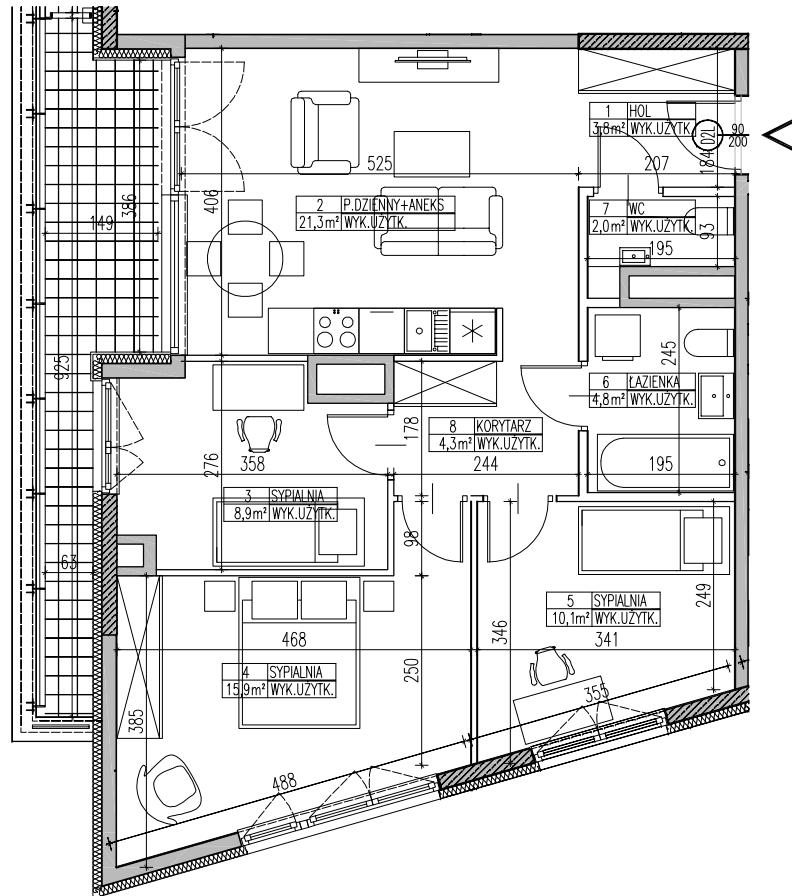 1 HOL
3,8m² WYK.UŻYTK.
D2L
90
200
184
207
525
406
386
149
2 P.DZIENNY+ANEKS
21,3m² WYK.UŻYTK.
7 WC
2,0m² WYK.UŻYTK.
93
195
925
245
6 ŁAZIENKA
4,8m² WYK.UŻYTK.
8 KORYTARZ
4,3m² WYK.UŻYTK.
178
244
195
276
358
3 SYPIALNIA
8,9m² WYK.UŻYTK.
98
63
249
5 SYPIALNIA
10,1m² WYK.UŻYTK.
346
341
468
250
4 SYPIALNIA
15,9m² WYK.UŻYTK.
385
355
488